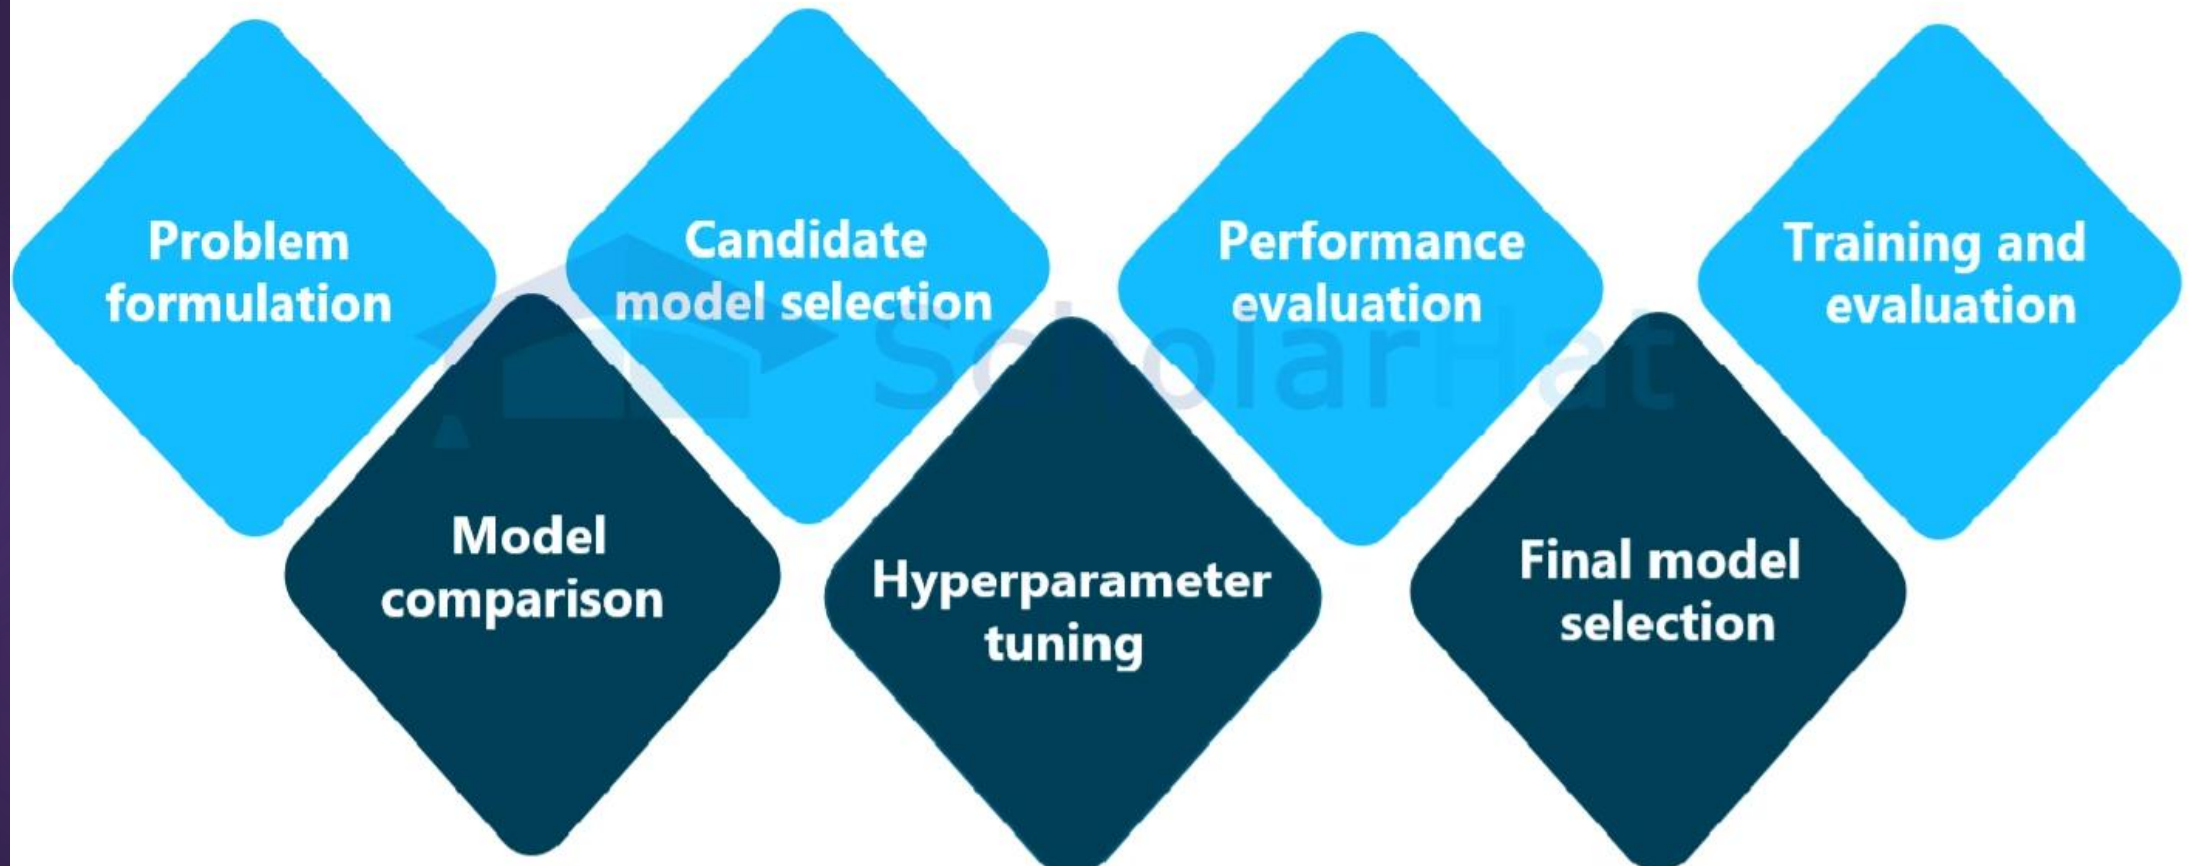 Problem
formulation
Candidate
model selection
Performance
evaluation
Training and
evaluation
ScholarHat
Model
comparison
Hyperparameter
tuning
Final model
selection